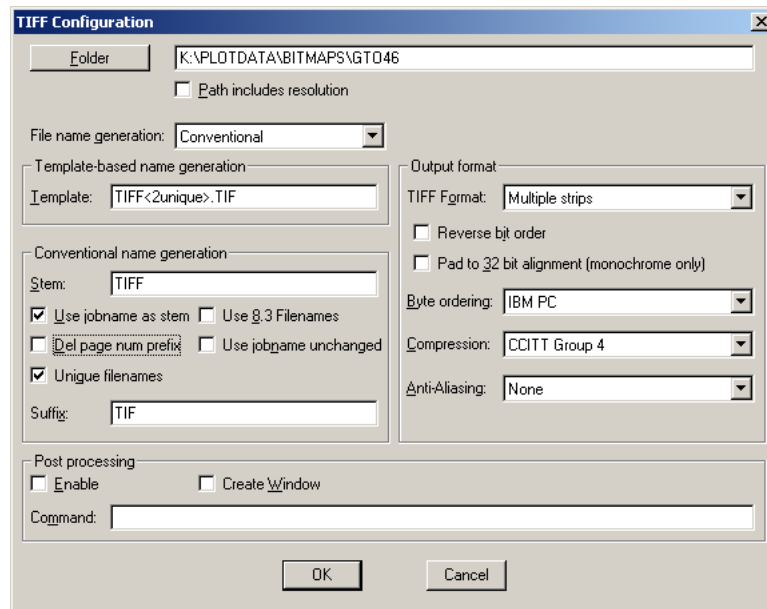 TIFF Configuration
Folder K:\PLOTDATA\BITMAPS\GTO46
Path includes resolution
File name generation: Conventional
Template-based name generation
Template: TIFF<2unique>.TIF
Conventional name generation
Stem: TIFF
Use jobname as stem Use 8.3 Filenames
Del page num prefix Use jobname unchanged
Unique filenames
Suffix: TIF
Output format
TIFF Format: Multiple strips
Reverse bit order
Pad to 32 bit alignment (monochrome only)
Byte ordering: IBM PC
Compression: CCITT Group 4
Anti-Aliasing: None
Post processing
Enable Create Window
Command:
OK Cancel